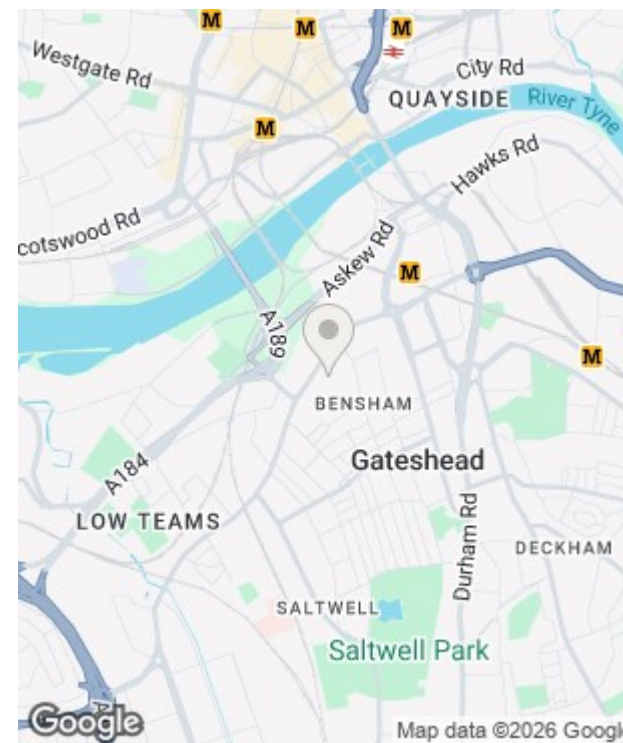 M
M
M
Westgate Rd
City Rd
QUAYSIDE
River Tyne
M
Hawks Rd
cotswood Rd
Askew Rd
M
A189
M
BENSHAM
Gateshead
A184
LOW TEAMS
Durham Rd
DECKHAM
SALTWELL
Saltwell Park
Google
Map data ©2026 Googl